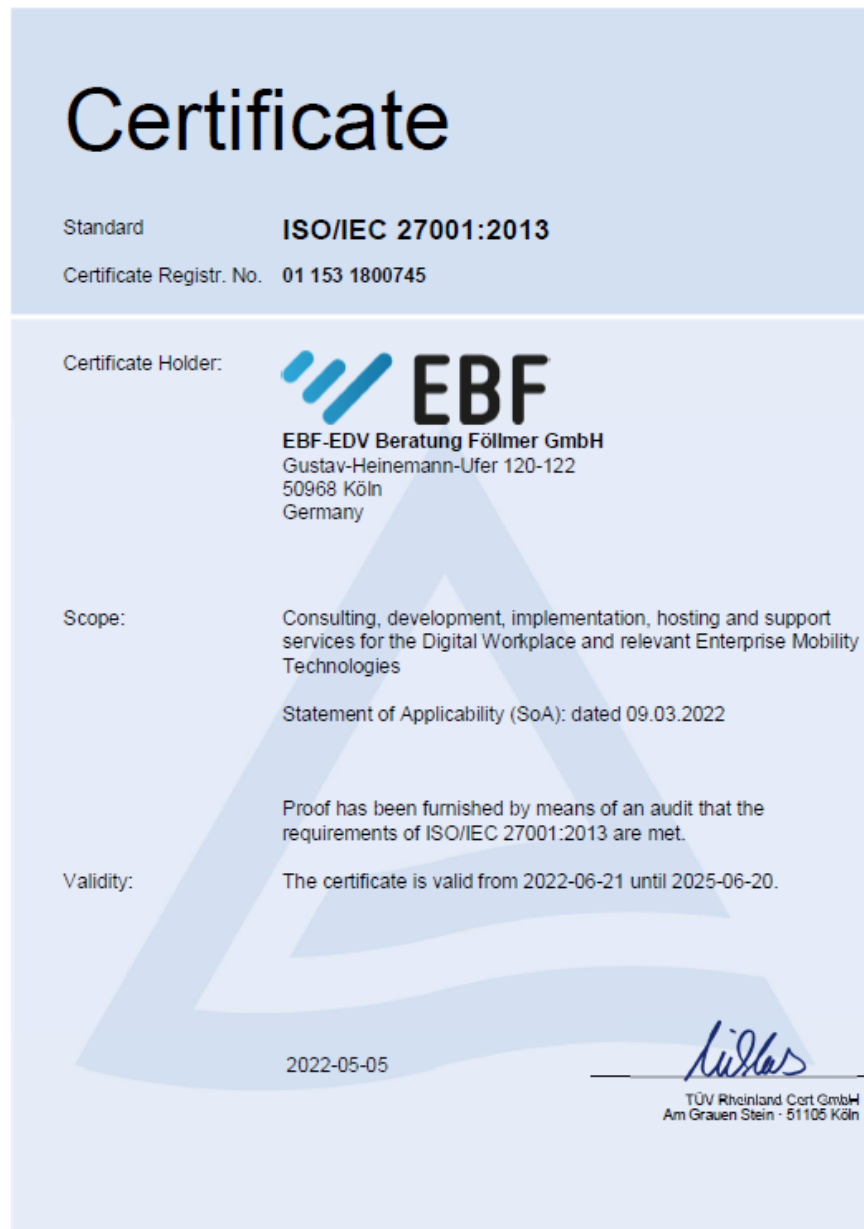 Certificate
Standard ISO/IEC 27001:2013
Certificate Registr. No. 01 153 1800745
Certificate Holder:
EBF
EBF-EDV Beratung Föllmer GmbH
Gustav-Heinemann-Ufer 120-122
50968 Köln
Germany
Scope: Consulting, development, implementation, hosting and support
services for the Digital Workplace and relevant Enterprise Mobility
Technologies
Statement of Applicability (SoA): dated 09.03.2022
Proof has been furnished by means of an audit that the
requirements of ISO/IEC 27001:2013 are met.
Validity: The certificate is valid from 2022-06-21 until 2025-06-20.
2022-05-05
TÜV Rheinland Cert GmbH
Am Grauen Stein · 51105 Köln